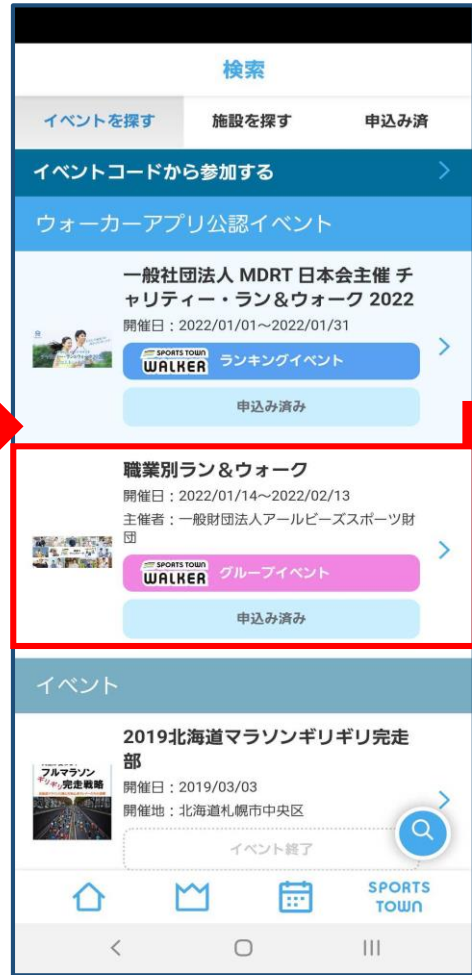 検索
イベントを探す 施設を探す 申込み済
イベントコードから参加する
ウォーカーアプリ公認イベント
一般社団法人 MDRT 日本会主催 チ
ャリティー・ラン&ウォーク 2022
開催日:2022/01/01~2022/01/31
SPORTS TOWN
WALKER ランキングイベント
申込み済み
職業別ラン&ウォーク
開催日:2022/01/14~2022/02/13
主催者:一般財団法人アールビーズスポーツ財
団
SPORTS TOWN
WALKER グループイベント
申込み済み
イベント
2019北海道マラソンギリギリ完走
部
フルマラソン
ギリギリ完走戦略
開催日:2019/03/03
開催地:北海道札幌市中央区
イベント終了
SPORTS
TOWN